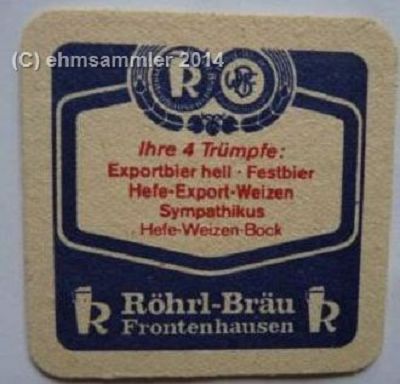 (C) ehmsammler 2014
R
Ihre 4 Trümpfe:
Exportbier hell · Festbier
Hefe-Export-Weizen
Sympathikus
Hefe-Weizen-Bock
R Röhrl-Bräu R
Frontenhausen